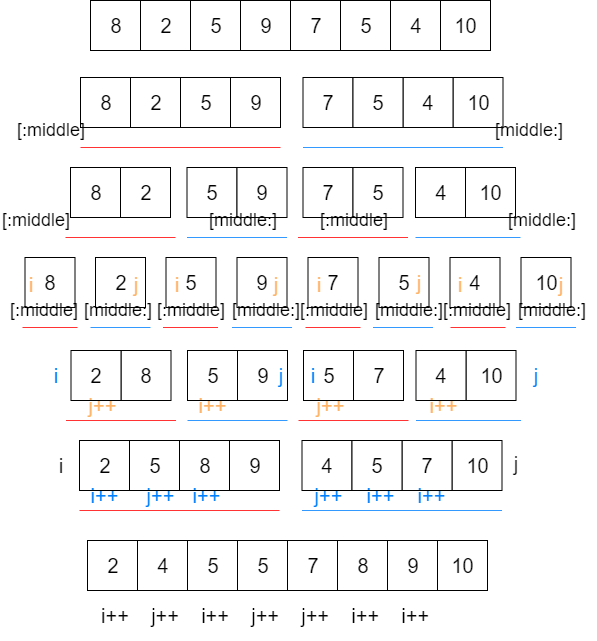 8 2 5 9 7 5 4 10
8 2 5 9 7 5 4 10
[:middle] [middle:]
8 2 5 9 7 5 4 10
[:middle] [middle:] [:middle] [middle:]
i 8 2 j i 5 9 j i 7 5 j i 4 10 j
[:middle] [middle:] [:middle] [middle:] [:middle] [middle:] [:middle] [middle:]
i 2 8 5 9 j i 5 7 4 10 j
j++ i++ j++ i++
i 2 5 8 9 4 5 7 10 j
i++ j++ i++ j++ i++ i++
2 4 5 5 7 8 9 10
i++ j++ i++ j++ j++ i++ i++